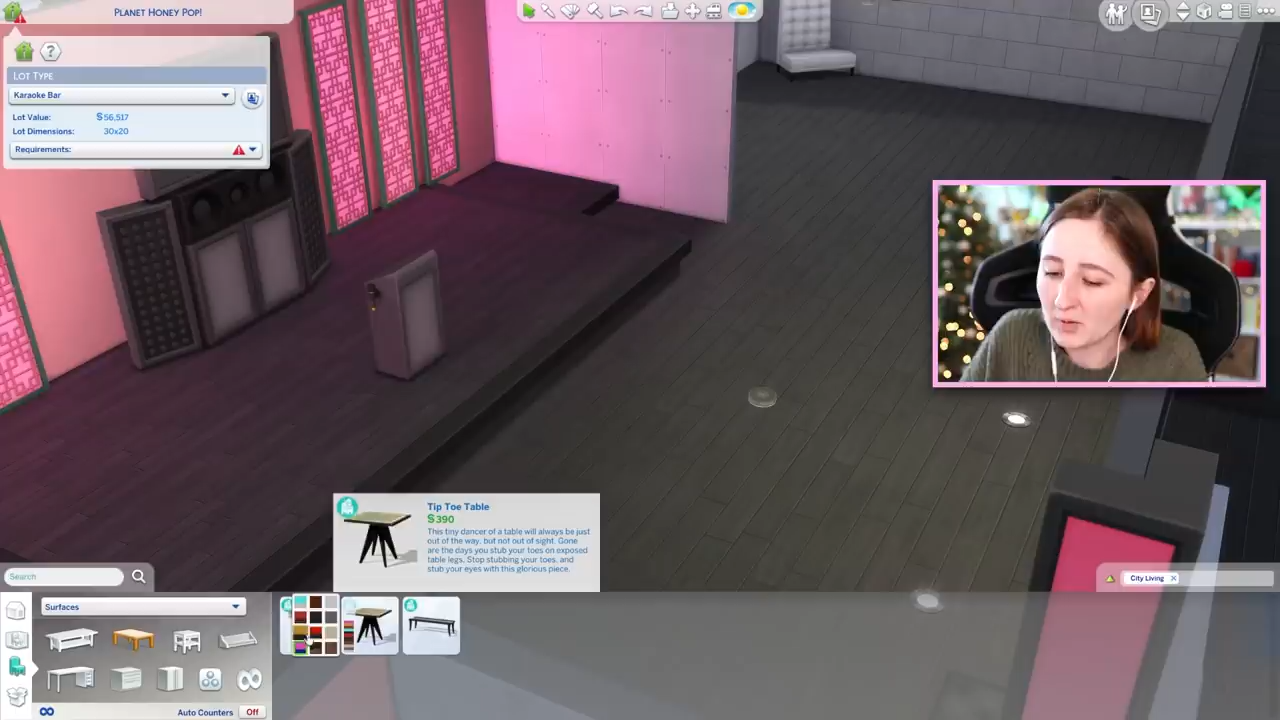 PLANET HONEY POP!
?
LOT TYPE
Karaoke Bar
Lot Value: §56,517
Lot Dimensions: 30x20
Requirements:
Tip Toe Table
§390
This tiny dancer of a table will always be just
out of the way, but not out of sight. Gone
are the days you stub your toes on exposed
table legs. Stop stubbing your toes, and
stub your eyes with this glorious piece.
Search
City Living
Surfaces
Auto Counters Off